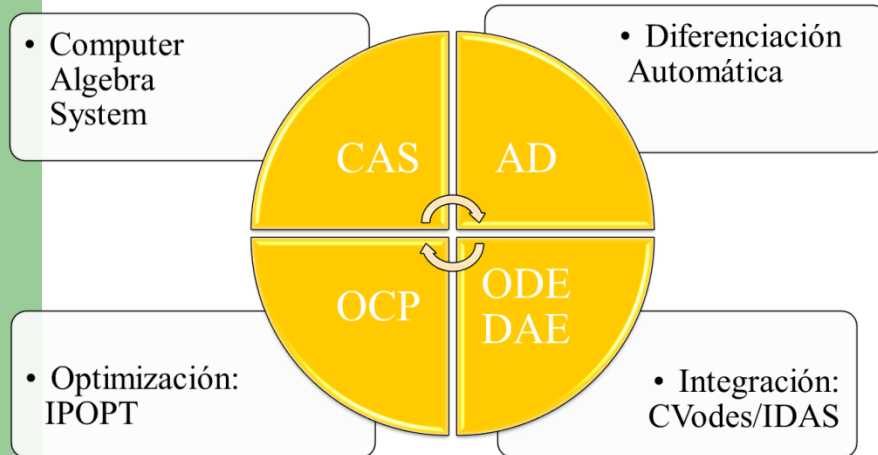 • Computer
Algebra
System
• Diferenciación
Automática
CAS
AD
OCP
ODE
DAE
• Optimización:
IPOPT
• Integración:
CVodes/IDAS